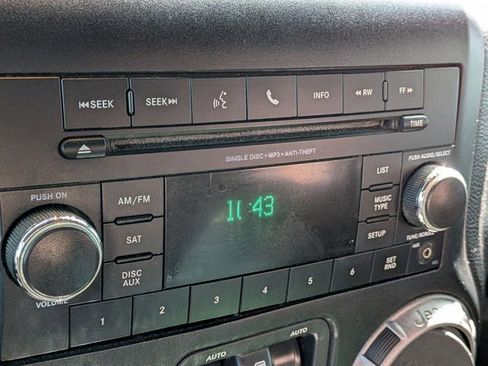 SEEK SEEK INFO RW FF
TIME
SINGLE DISC • MP3 • ANTI-THEFT
PUSH ON
PUSH AUDIO/SELECT
AM/FM
LIST
SAT
MUSIC TYPE
DISC AUX
SETUP
11:43
VOLUME
TUNE/SCROLL
AUX
1 2 3 4 5 6 SET RND
AUTO AUTO
Jeep